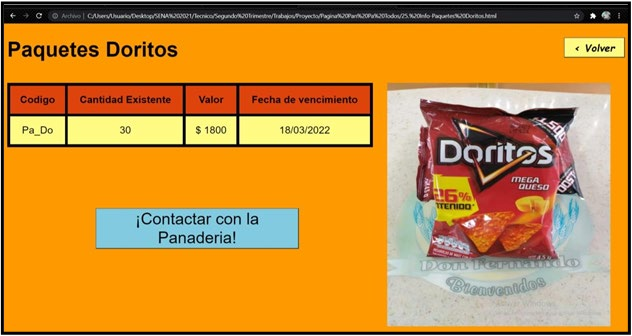 Archivo | C:/Users/Usuario/Desktop/SENA%202021/Tecnico/Segundo%20Trimestre/Trabajos/Proyecto/Pagina%20Pan%20Pa%20Todos/25.%20Info-Paquetes%20Doritos.html
Paquetes Doritos
< Volver
Codigo Cantidad Existente Valor Fecha de vencimiento
Pa_Do 30 $ 1800 18/03/2022
¡Contactar con la
Panaderia!
Doritos
MEGA
QUESO
26%
Don Fernando
Bienvenidos